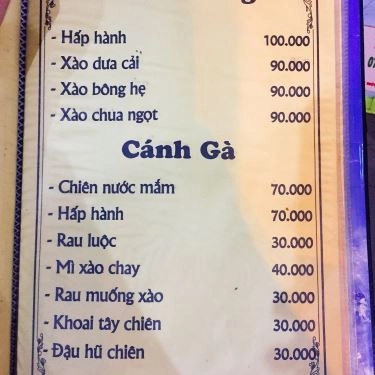 - Hấp hành 100.000
- Xào dưa cải 90.000
- Xào bông hẹ 90.000
- Xào chua ngọt 90.000
Cánh Gà
- Chiên nước mắm 70.000
- Hấp hành 70.000
- Rau luộc 30.000
- Mì xào chay 40.000
- Rau muống xào 30.000
- Khoai tây chiên 30.000
- Đậu hũ chiên 30.000